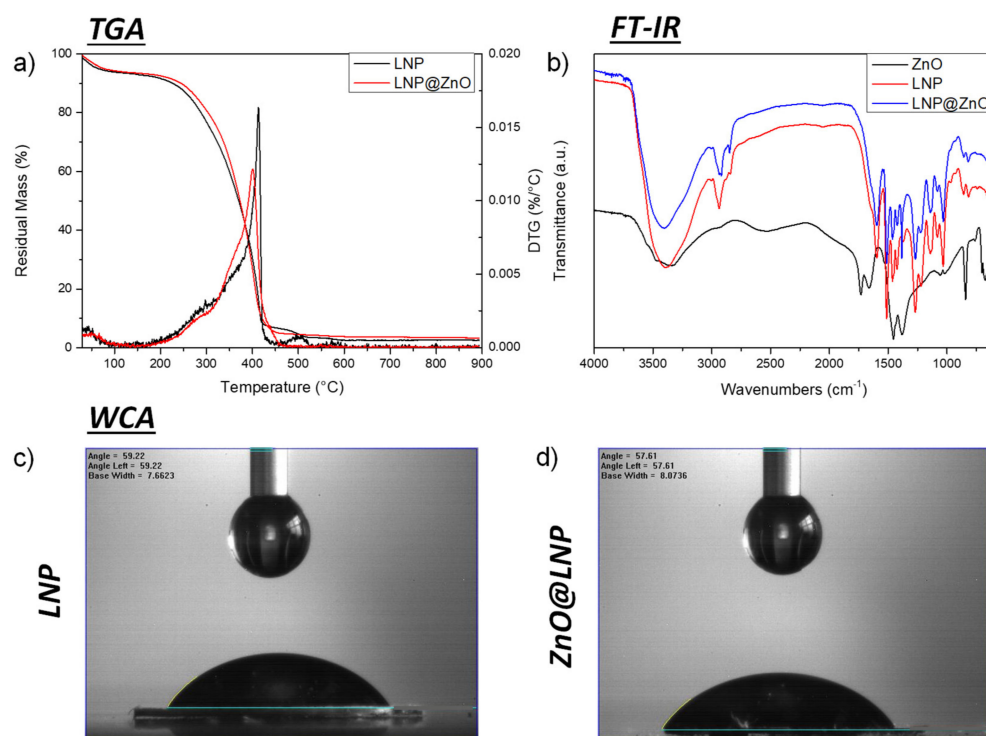 TGA
a)
LNP
LNP@ZnO
100
80
60
40
20
0
Residual Mass (%)
0.020
0.015
0.010
0.005
0.000
DTG (%/°C)
100 200 300 400 500 600 700 800 900
Temperature (°C)
FT-IR
b)
ZnO
LNP
LNP@ZnO
Transmittance (a.u.)
4000 3500 3000 2500 2000 1500 1000
Wavenumbers (cm-1)
WCA
c)
LNP
Angle = 59.22
Angle Left = 59.22
Base Width = 7.6623
d)
ZnO@LNP
Angle = 57.61
Angle Left = 57.61
Base Width = 8.0736